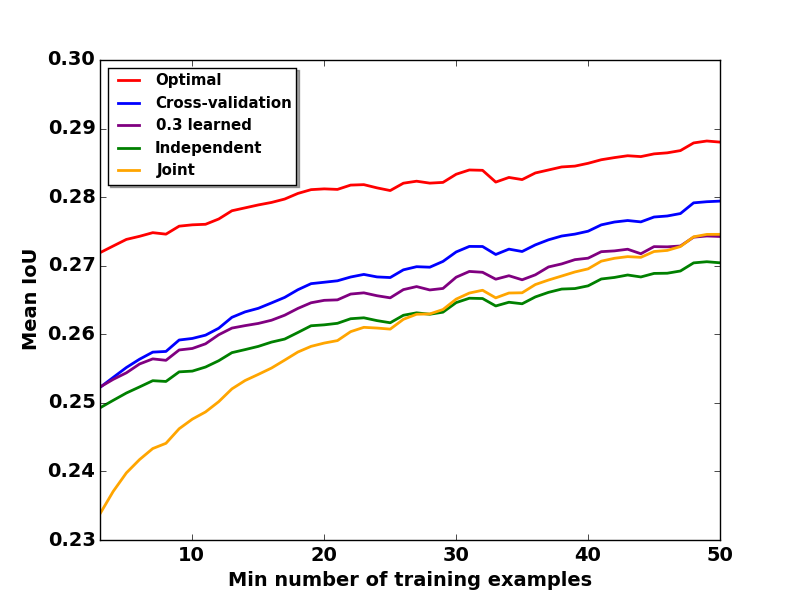 0.30
0.29
0.28
0.27
0.26
0.25
0.24
0.23
Mean IoU
Optimal
Cross-validation
0.3 learned
Independent
Joint
10 20 30 40 50
Min number of training examples